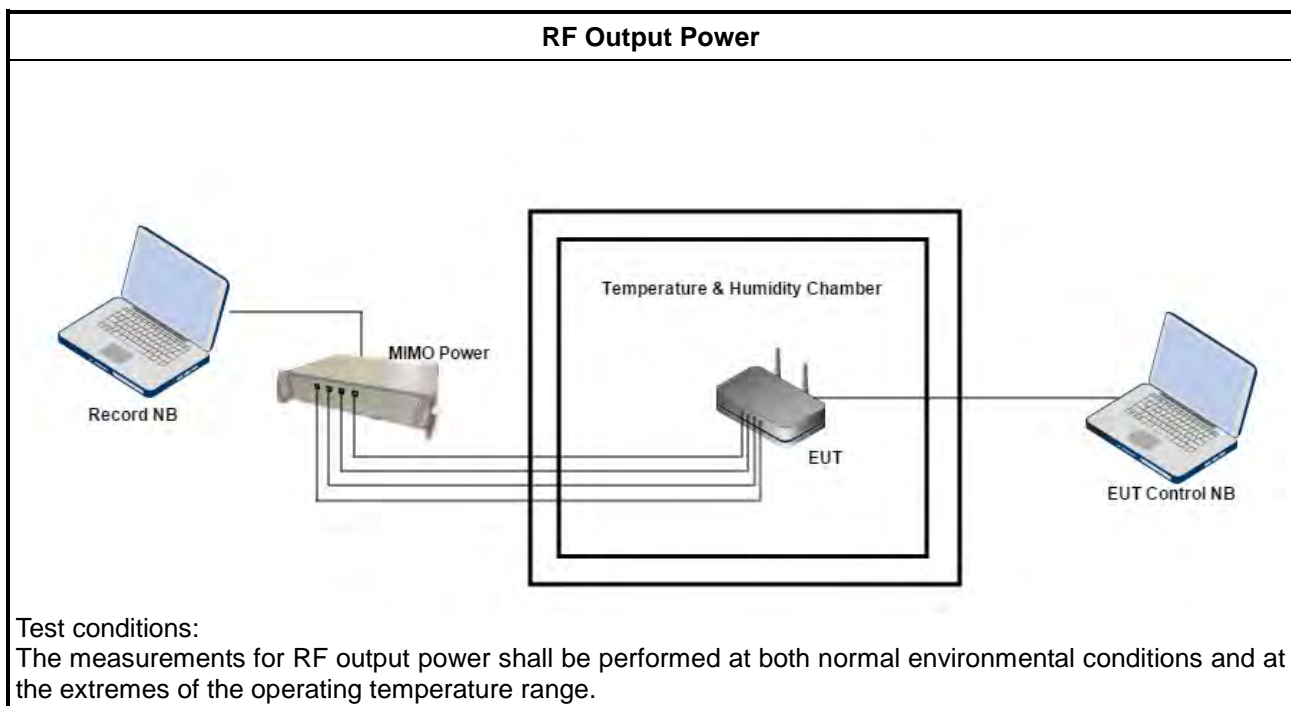 RF Output Power
Temperature & Humidity Chamber
MIMO Power
Record NB
EUT
EUT Control NB
Test conditions:
The measurements for RF output power shall be performed at both normal environmental conditions and at
the extremes of the operating temperature range.